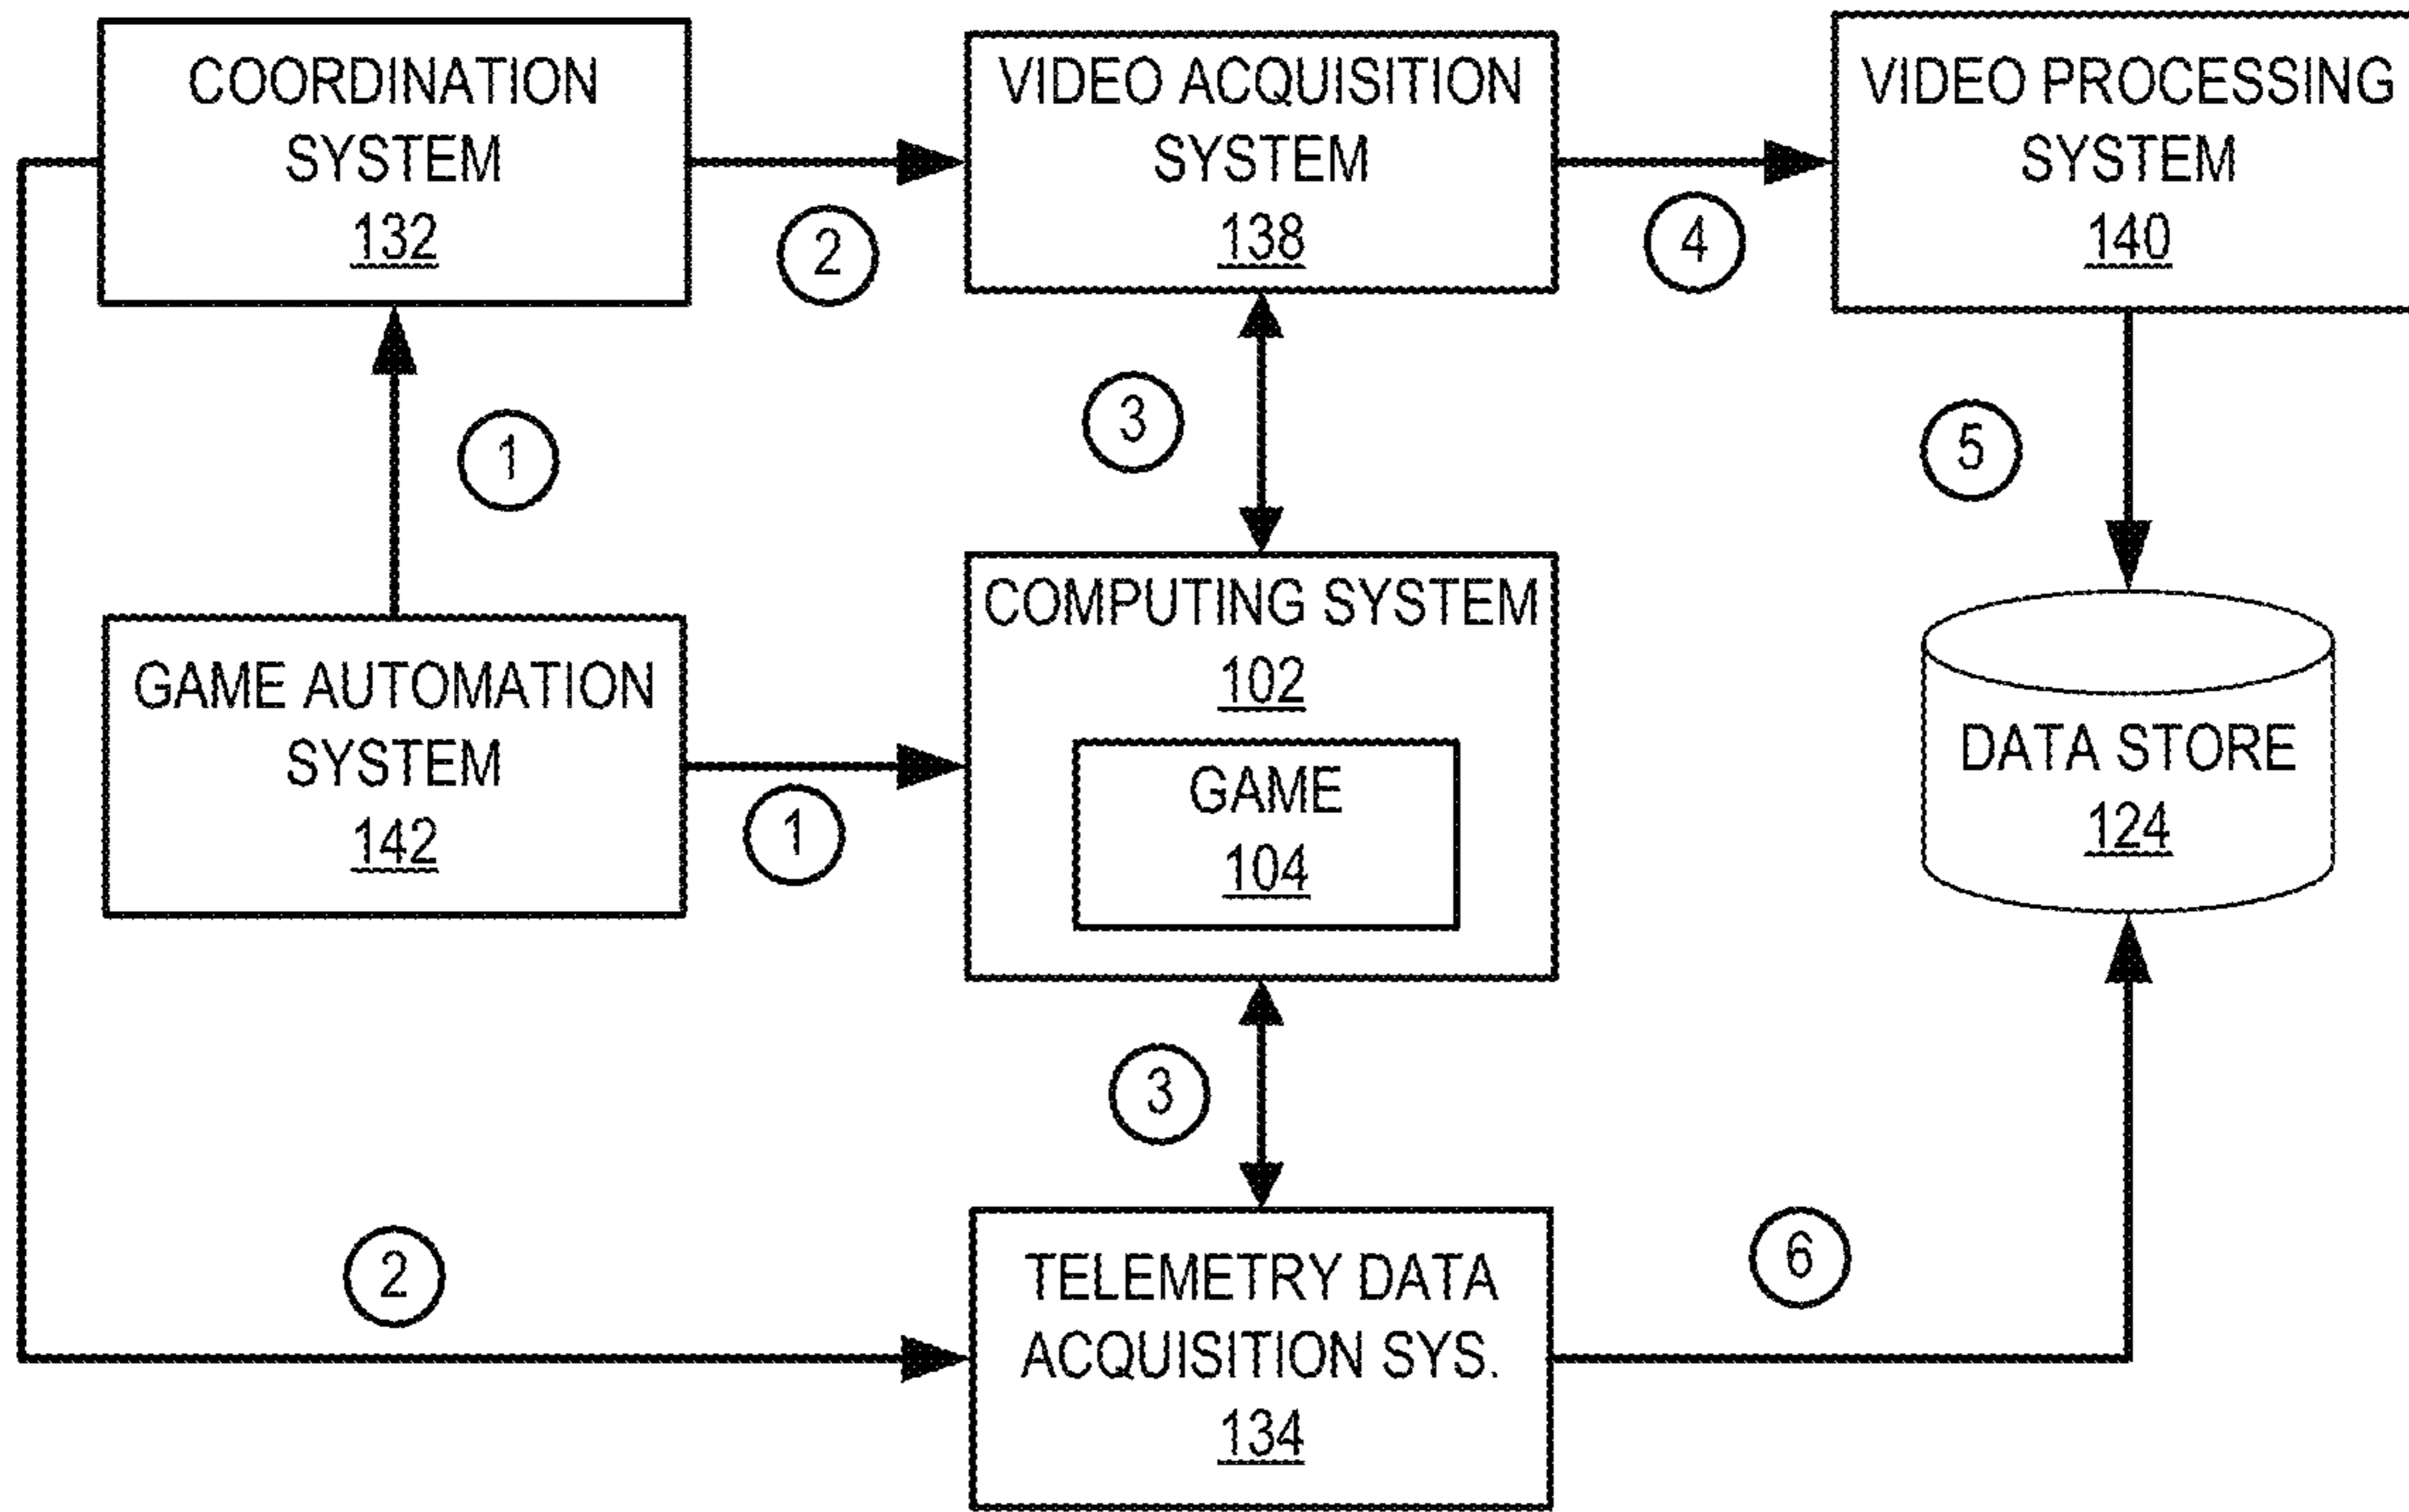 COORDINATION
SYSTEM
132
VIDEO ACQUISITION
SYSTEM
138
VIDEO PROCESSING
SYSTEM
140
2
4
1
3
5
GAME AUTOMATION
SYSTEM
142
1
COMPUTING SYSTEM
102
GAME
104
DATA STORE
124
3
2
TELEMETRY DATA
ACQUISITION SYS.
134
6